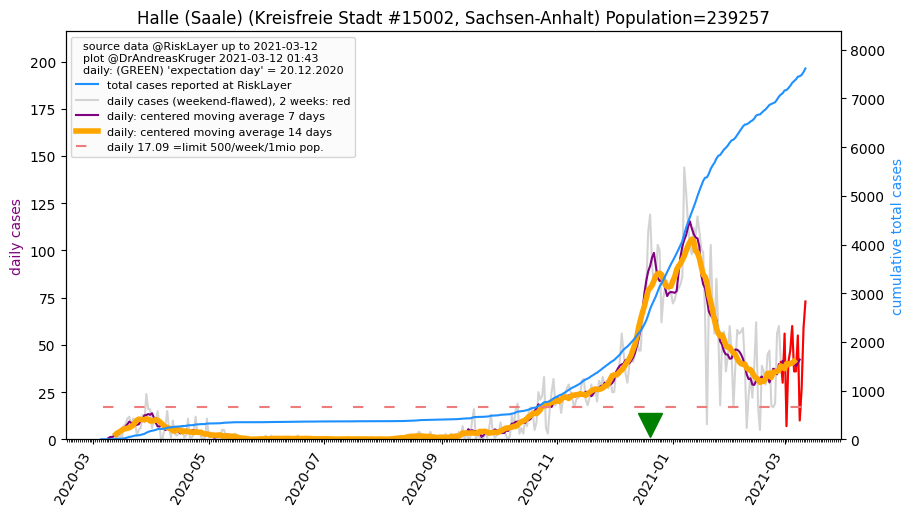 Halle (Saale) (Kreisfreie Stadt #15002, Sachsen-Anhalt) Population=239257
source data @RiskLayer up to 2021-03-12
plot @DrAndreasKruger 2021-03-12 01:43
daily: (GREEN) 'expectation day' = 20.12.2020
total cases reported at RiskLayer
daily cases (weekend-flawed), 2 weeks: red
daily: centered moving average 7 days
daily: centered moving average 14 days
daily 17.09 =limit 500/week/1mio pop.
daily cases
200
175
150
125
100
75
50
25
0
cumulative total cases
8000
7000
6000
5000
4000
3000
2000
1000
0
2020-03
2020-05
2020-07
2020-09
2020-11
2021-01
2021-03